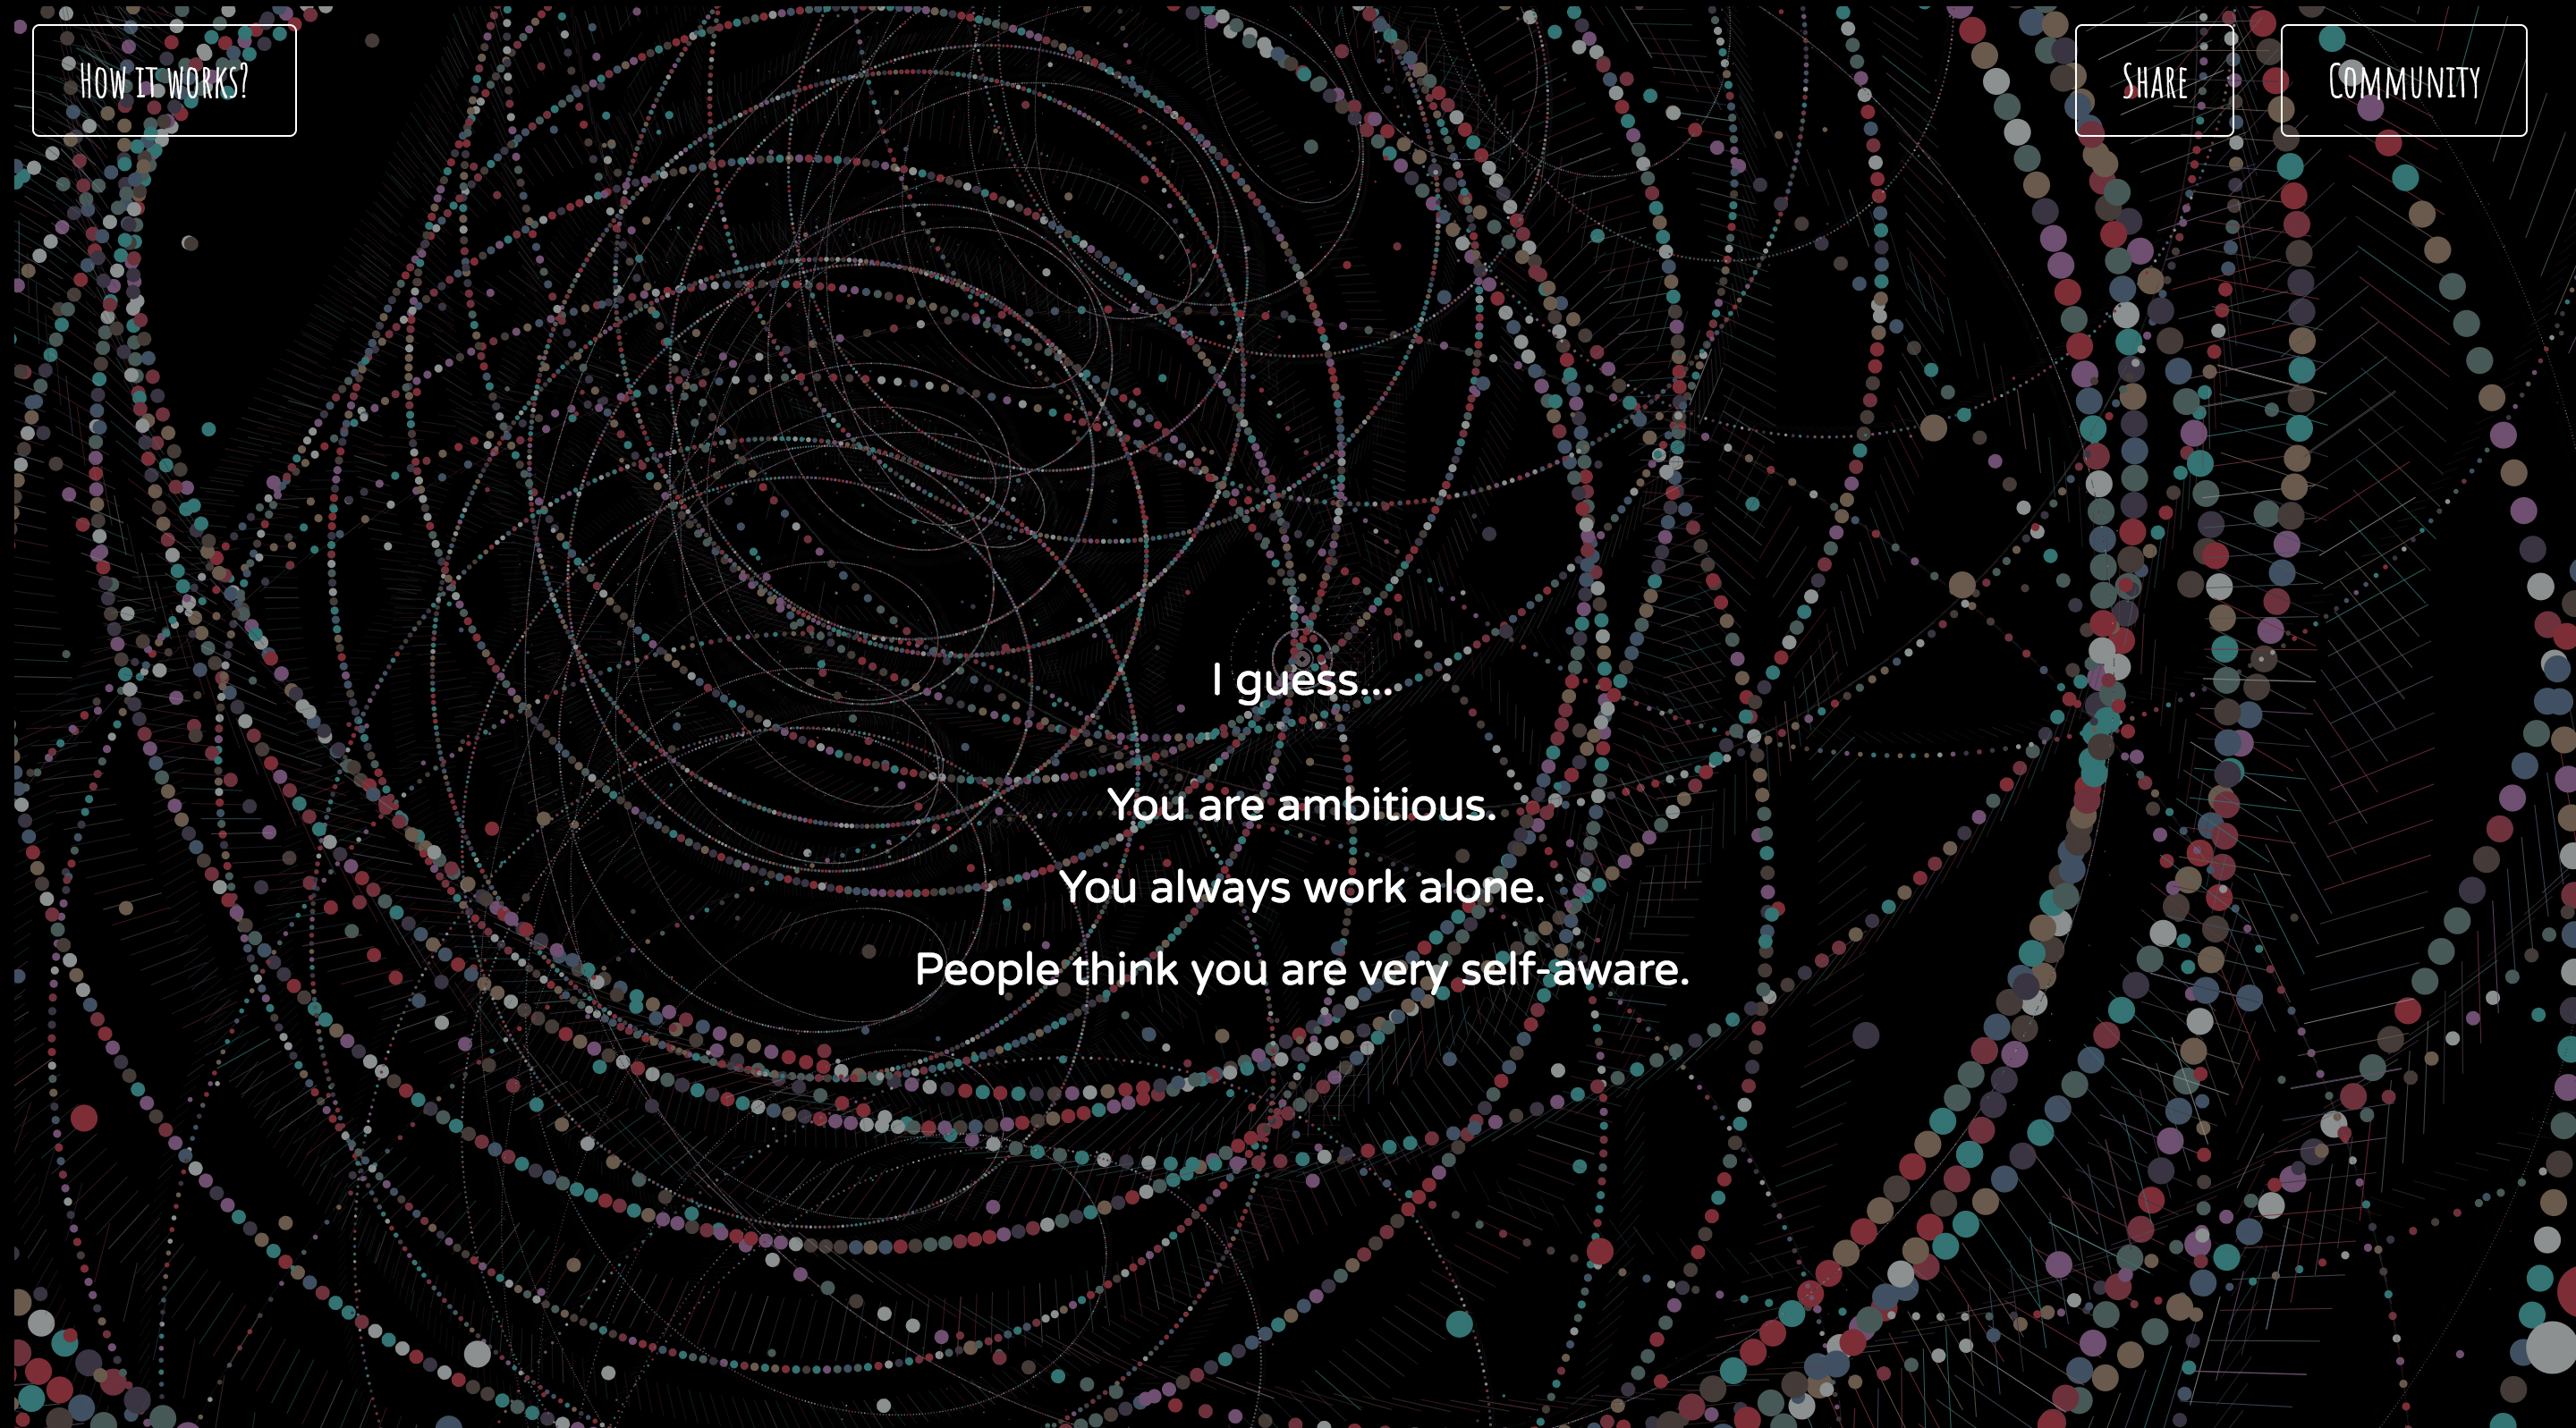 How it works?
Share
Community
I guess...
You are ambitious.
You always work alone.
People think you are very self-aware.